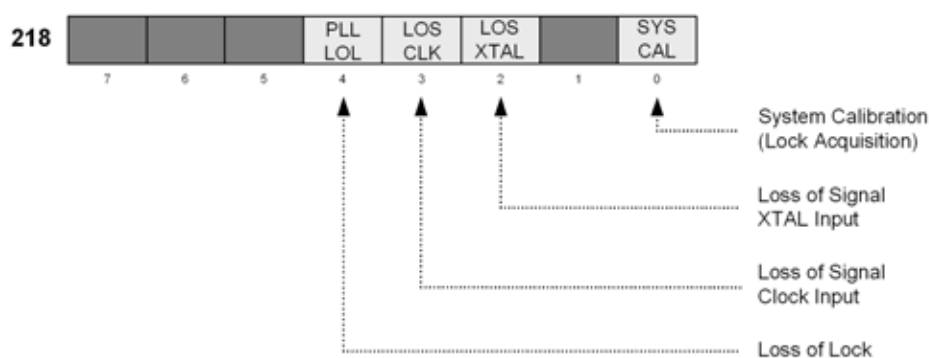 218
PLL LOL
LOS CLK
LOS XTAL
SYS CAL
7 6 5 4 3 2 1 0
System Calibration
(Lock Acquisition)
Loss of Signal
XTAL Input
Loss of Signal
Clock Input
Loss of Lock